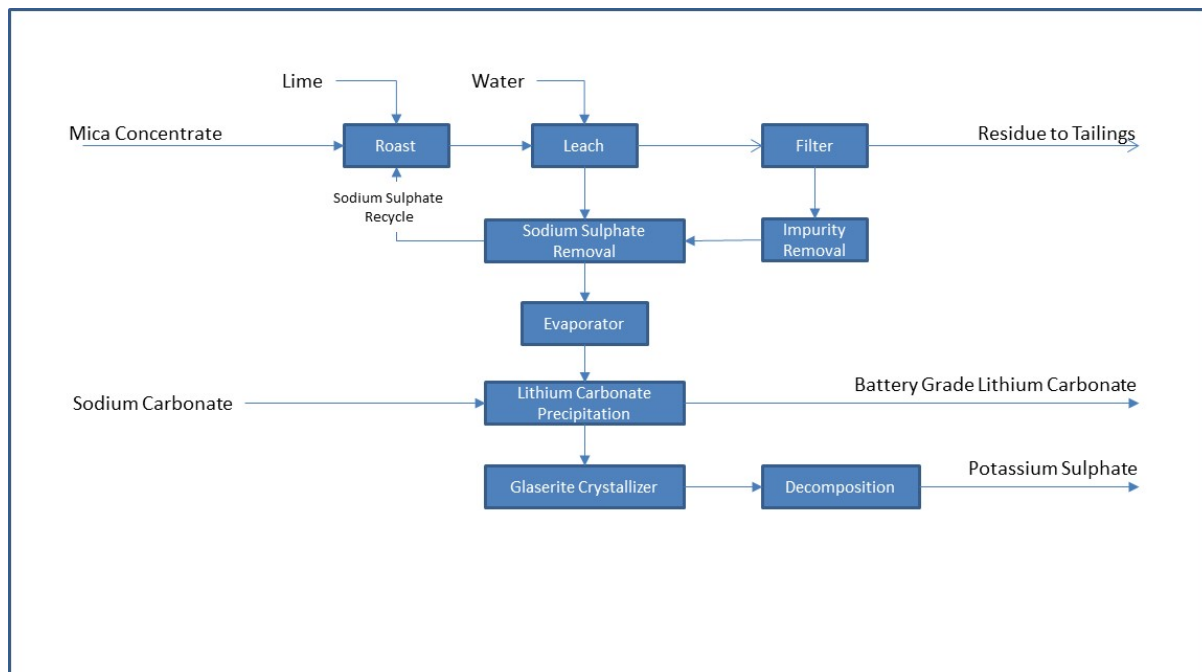 Lime
Water
Mica Concentrate
Roast
Leach
Filter
Residue to Tailings
Sodium Sulphate
Recycle
Sodium Sulphate
Removal
Impurity
Removal
Evaporator
Sodium Carbonate
Lithium Carbonate
Precipitation
Battery Grade Lithium Carbonate
Glaserite Crystallizer
Decomposition
Potassium Sulphate